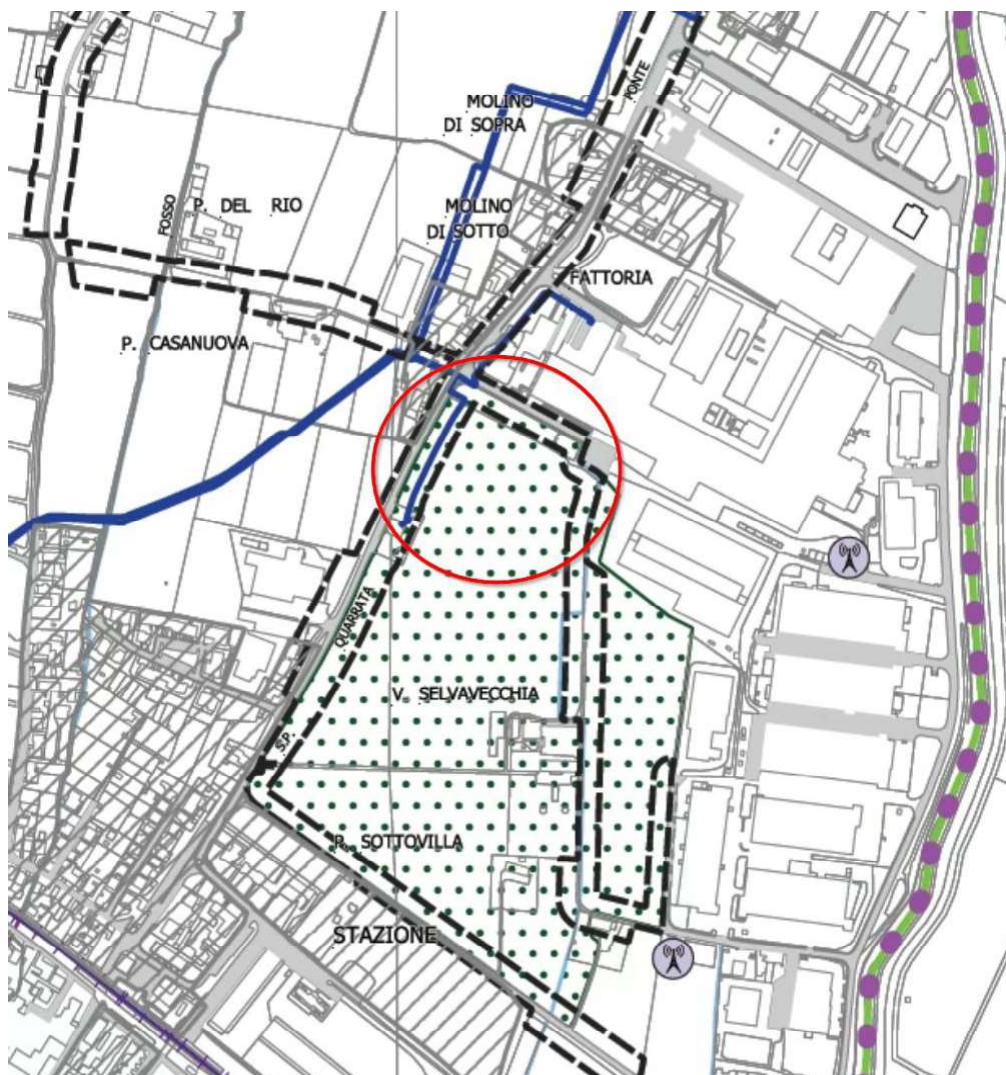 PONTE
MOLINO
DI SOPRA
FOSSO
P. DEL RIO
MOLINO
DI SOTTO
FATTORIA
P. CASANUOVA
QUARRATA
V. SELVAVECCHIA
S.P.
P. SOTTOVILLA
STAZIONE